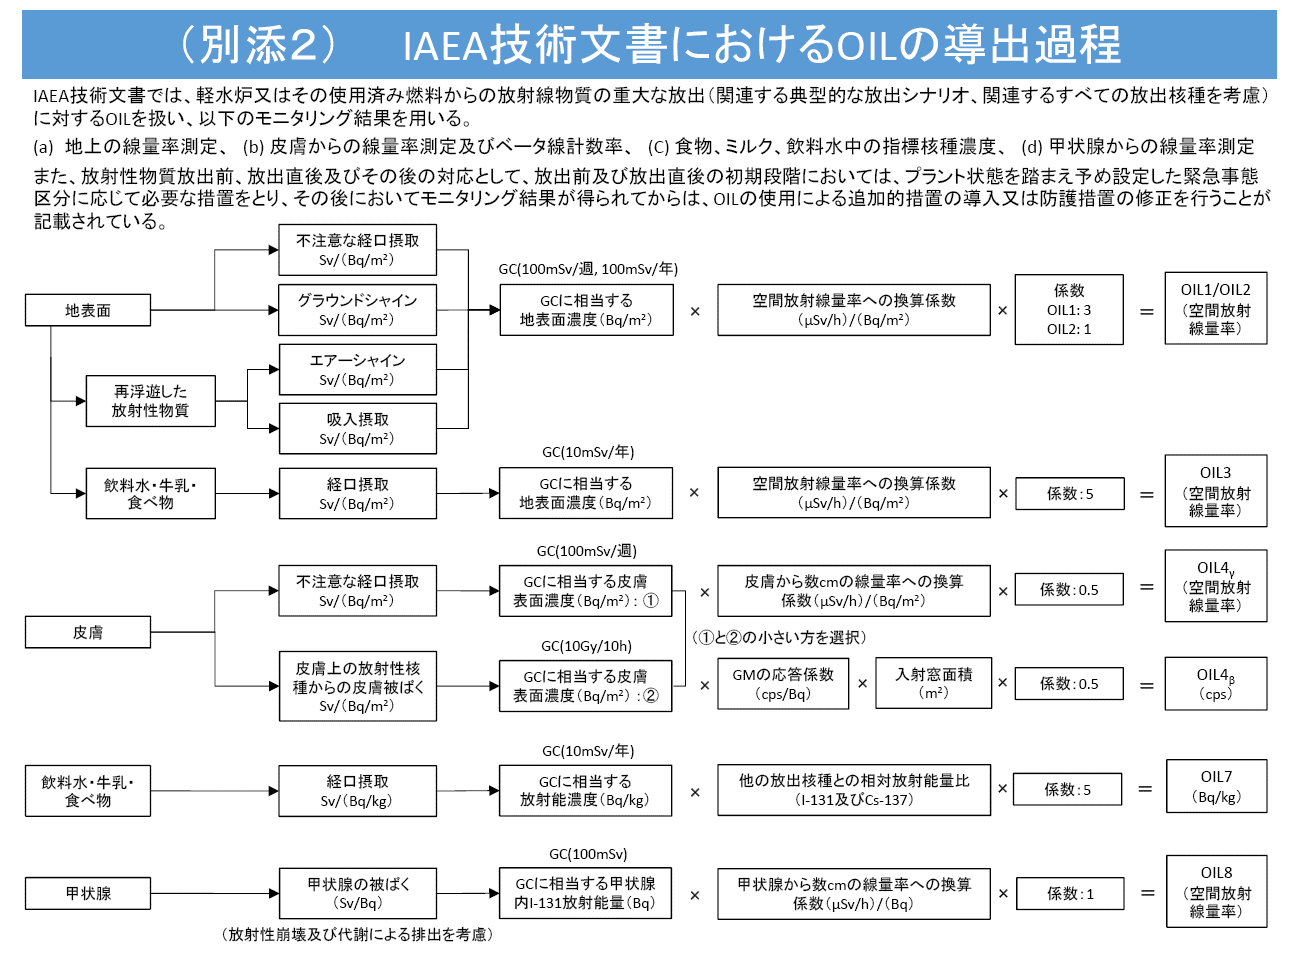 （別添２）　IAEA技術文書におけるOILの導出過程
IAEA技術文書では、軽水炉又はその使用済み燃料からの放射線物質の重大な放出（関連する典型的な放出シナリオ、関連するすべての放出核種を考慮）
に対するOILを扱い、以下のモニタリング結果を用いる。
(a) 地上の線量率測定、 (b) 皮膚からの線量率測定及びベータ線計数率、 (C) 食物、ミルク、飲料水中の指標核種濃度、 (d) 甲状腺からの線量率測定
また、放射性物質放出前、放出直後及びその後の対応として、放出前及び放出直後の初期段階においては、プラント状態を踏まえ予め設定した緊急事態
区分に応じて必要な措置をとり、その後においてモニタリング結果が得られてからは、OILの使用による追加的措置の導入又は防護措置の修正を行うことが
記載されている。
地表面
不注意な経口摂取
Sv/（Bq/m²）
グラウンドシャイン
Sv/（Bq/m²）
再浮遊した
放射性物質
エアーシャイン
Sv/（Bq/m²）
吸入摂取
Sv/（Bq/m²）
GC(100mSv/週, 100mSv/年)
GCに相当する
地表面濃度（Bq/m²）
×
空間放射線量率への換算係数
（μSv/h）/（Bq/m²）
×
係数
OIL1: 3
OIL2: 1
＝
OIL1/OIL2
（空間放射
線量率）
飲料水・牛乳・
食べ物
経口摂取
Sv/（Bq/m²）
GC(10mSv/年)
GCに相当する
地表面濃度（Bq/m²）
×
空間放射線量率への換算係数
（μSv/h）/（Bq/m²）
×
係数：5
＝
OIL3
（空間放射
線量率）
皮膚
不注意な経口摂取
Sv/（Bq/m²）
GC(100mSv/週)
GCに相当する皮膚
表面濃度（Bq/m²）：①
×
皮膚から数cmの線量率への換算
係数（μSv/h）/（Bq/m²）
×
係数：0.5
＝
OIL4γ
（空間放射
線量率）
（①と②の小さい方を選択）
皮膚上の放射性核
種からの皮膚被ばく
Sv/（Bq/m²）
GC(10Gy/10h)
GCに相当する皮膚
表面濃度（Bq/m²）：②
×
GMの応答係数
（cps/Bq）
×
入射窓面積
（m²）
×
係数：0.5
＝
OIL4β
（cps）
飲料水・牛乳・
食べ物
経口摂取
Sv/（Bq/kg）
GC(10mSv/年)
GCに相当する
放射能濃度（Bq/kg）
×
他の放出核種との相対放射能量比
（I-131及びCs-137）
×
係数：5
＝
OIL7
（Bq/kg）
甲状腺
甲状腺の被ばく
（Sv/Bq）
（放射性崩壊及び代謝による排出を考慮）
GC(100mSv)
GCに相当する甲状腺
内I-131放射能量（Bq）
×
甲状腺から数cmの線量率への換算
係数（μSv/h）/（Bq）
×
係数：1
＝
OIL8
（空間放射
線量率）